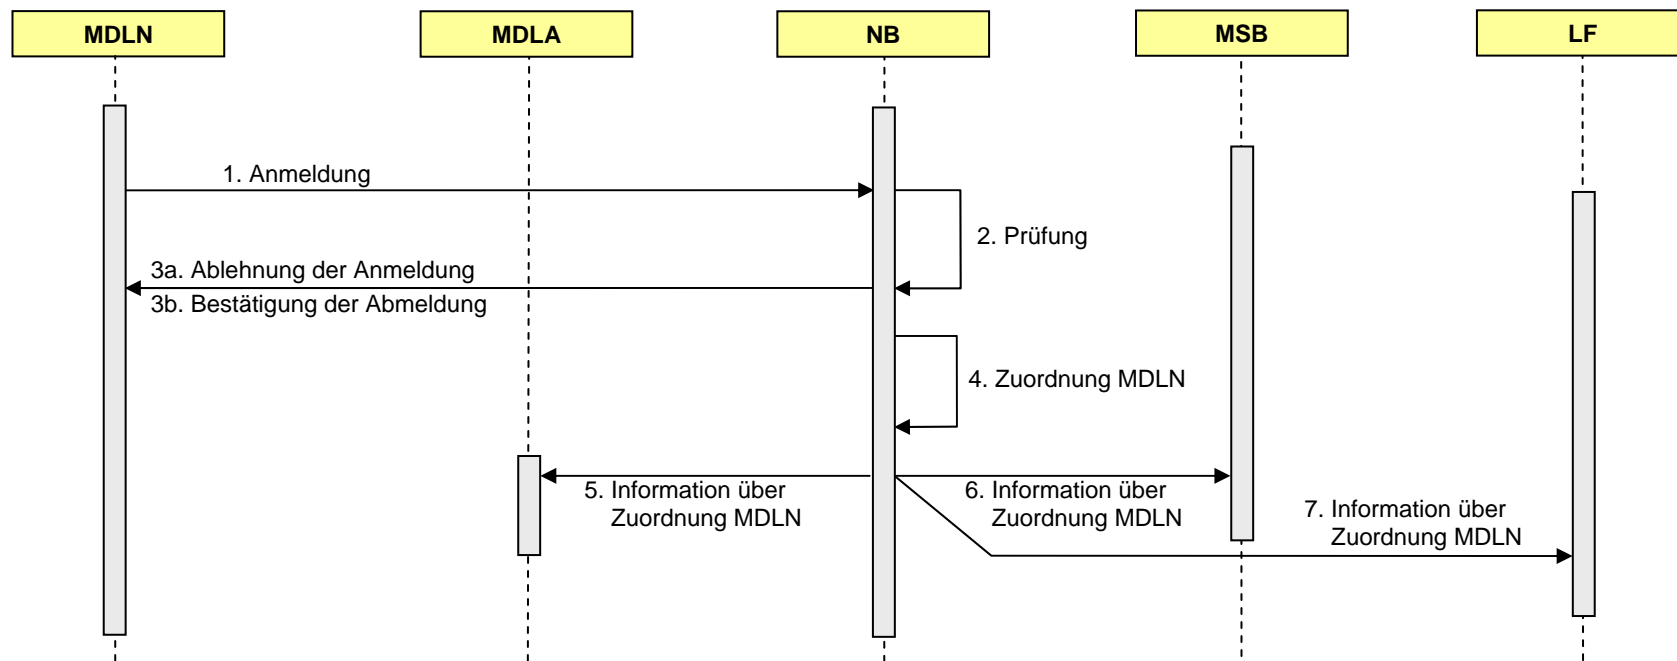 MDLN
MDLA
NB
MSB
LF
1. Anmeldung
2. Prüfung
3a. Ablehnung der Anmeldung
3b. Bestätigung der Abmeldung
4. Zuordnung MDLN
5. Information über
Zuordnung MDLN
6. Information über
Zuordnung MDLN
7. Information über
Zuordnung MDLN